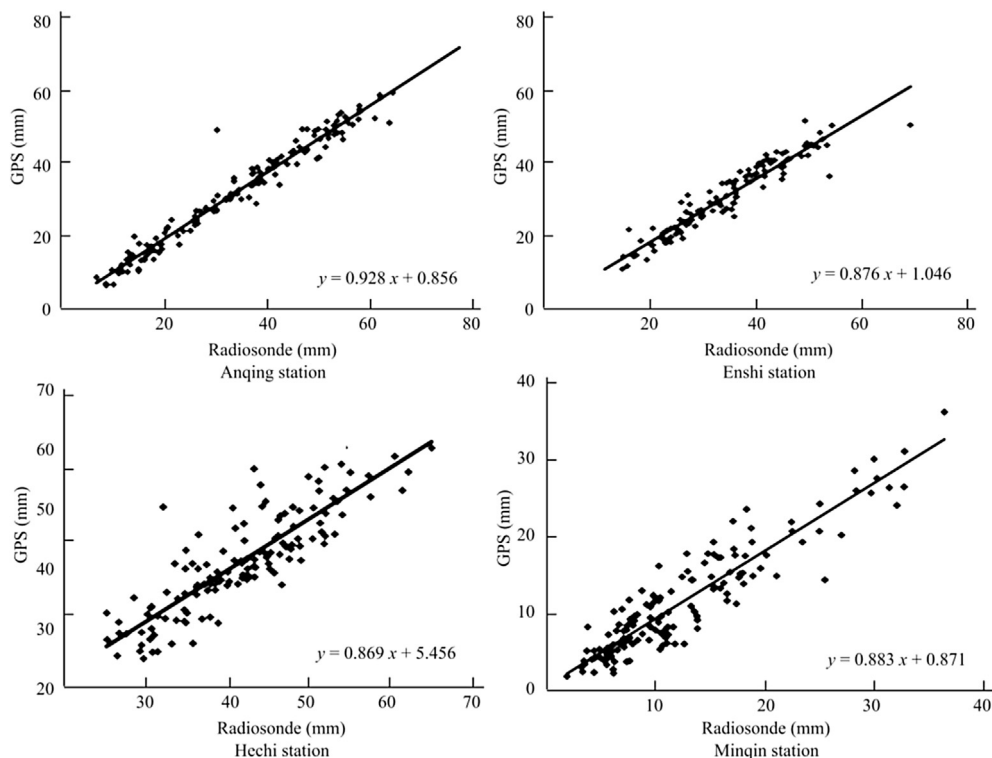 80
60
40
20
0
GPS (mm)
y = 0.928 x + 0.856
20 40 60 80
Radiosonde (mm)
Anqing station
80
60
40
20
0
GPS (mm)
y = 0.876 x + 1.046
20 40 60 80
Radiosonde (mm)
Enshi station
70
60
50
40
30
20
GPS (mm)
y = 0.869 x + 5.456
30 40 50 60 70
Radiosonde (mm)
Hechi station
40
30
20
10
0
GPS (mm)
y = 0.883 x + 0.871
10 20 30 40
Radiosonde (mm)
Minqin station